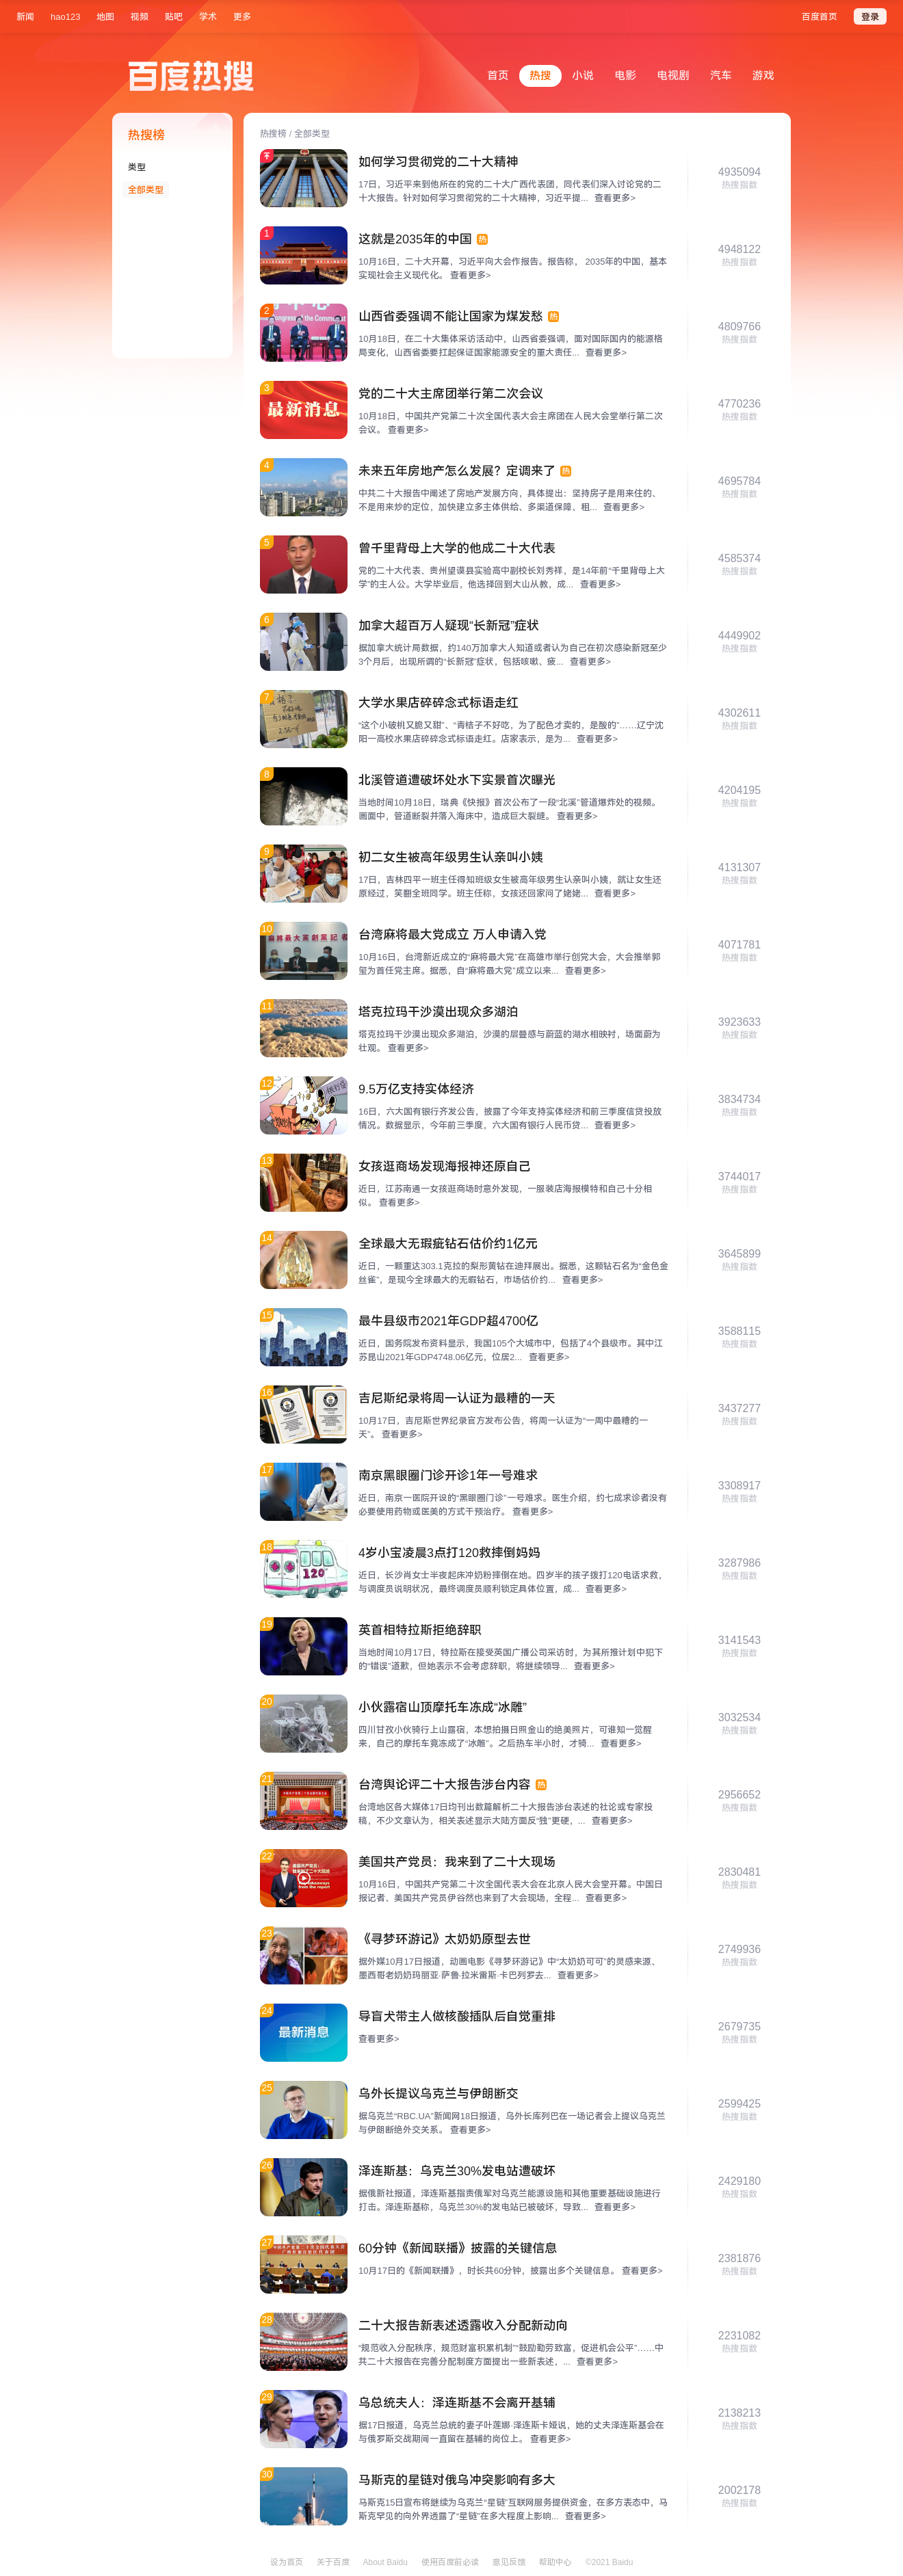 新闻 hao123 地图 视频 贴吧 学术 更多 百度首页 登录
百度热搜
首页 热搜 小说 电影 电视剧 汽车 游戏
热搜榜
类型
全部类型
热搜榜 / 全部类型
如何学习贯彻党的二十大精神
17日，习近平来到他所在的党的二十大广西代表团，同代表们深入讨论党的二
十大报告。针对如何学习贯彻党的二十大精神，习近平提... 查看更多>
4935094
热搜指数
1
这就是2035年的中国 热
10月16日，二十大开幕，习近平向大会作报告。报告称， 2035年的中国，基本
实现社会主义现代化。 查看更多>
4948122
热搜指数
2
山西省委强调不能让国家为煤发愁 热
10月18日，在二十大集体采访活动中，山西省委强调，面对国际国内的能源格
局变化，山西省委要扛起保证国家能源安全的重大责任... 查看更多>
4809766
热搜指数
3
最新消息
党的二十大主席团举行第二次会议
10月18日，中国共产党第二十次全国代表大会主席团在人民大会堂举行第二次
会议。 查看更多>
4770236
热搜指数
4
未来五年房地产怎么发展？定调来了 热
中共二十大报告中阐述了房地产发展方向，具体提出：坚持房子是用来住的、
不是用来炒的定位，加快建立多主体供给、多渠道保障、租... 查看更多>
4695784
热搜指数
5
曾千里背母上大学的他成二十大代表
党的二十大代表、贵州望谟县实验高中副校长刘秀祥，是14年前“千里背母上大
学”的主人公。大学毕业后，他选择回到大山从教，成... 查看更多>
4585374
热搜指数
6
加拿大超百万人疑现“长新冠”症状
据加拿大统计局数据，约140万加拿大人知道或者认为自己在初次感染新冠至少
3个月后，出现所谓的“长新冠”症状，包括咳嗽、疲... 查看更多>
4449902
热搜指数
7
大学水果店碎碎念式标语走红
“这个小破桃又脆又甜”、“青桔子不好吃，为了配色才卖的，是酸的”……辽宁沈
阳一高校水果店碎碎念式标语走红。店家表示，是为... 查看更多>
4302611
热搜指数
8
北溪管道遭破坏处水下实景首次曝光
当地时间10月18日，瑞典《快报》首次公布了一段“北溪”管道爆炸处的视频。
画面中，管道断裂并落入海床中，造成巨大裂缝。 查看更多>
4204195
热搜指数
9
初二女生被高年级男生认亲叫小姨
17日，吉林四平一班主任得知班级女生被高年级男生认亲叫小姨，就让女生还
原经过，笑翻全班同学。班主任称，女孩还回家问了姥姥... 查看更多>
4131307
热搜指数
10
台湾麻将最大党成立 万人申请入党
10月16日，台湾新近成立的“麻将最大党”在高雄市举行创党大会，大会推举郭
玺为首任党主席。据悉，自“麻将最大党”成立以来... 查看更多>
4071781
热搜指数
11
塔克拉玛干沙漠出现众多湖泊
塔克拉玛干沙漠出现众多湖泊，沙漠的层叠感与蔚蓝的湖水相映衬，场面蔚为
壮观。 查看更多>
3923633
热搜指数
12
9.5万亿支持实体经济
16日，六大国有银行齐发公告，披露了今年支持实体经济和前三季度信贷投放
情况。数据显示，今年前三季度，六大国有银行人民币贷... 查看更多>
3834734
热搜指数
13
女孩逛商场发现海报神还原自己
近日，江苏南通一女孩逛商场时意外发现，一服装店海报模特和自己十分相
似。 查看更多>
3744017
热搜指数
14
全球最大无瑕疵钻石估价约1亿元
近日，一颗重达303.1克拉的梨形黄钻在迪拜展出。据悉，这颗钻石名为“金色金
丝雀”，是现今全球最大的无暇钻石，市场估价约... 查看更多>
3645899
热搜指数
15
最牛县级市2021年GDP超4700亿
近日，国务院发布资料显示，我国105个大城市中，包括了4个县级市。其中江
苏昆山2021年GDP4748.06亿元，位居2... 查看更多>
3588115
热搜指数
16
吉尼斯纪录将周一认证为最糟的一天
10月17日，吉尼斯世界纪录官方发布公告，将周一认证为“一周中最糟的一
天”。 查看更多>
3437277
热搜指数
17
南京黑眼圈门诊开诊1年一号难求
近日，南京一医院开设的“黑眼圈门诊”一号难求。医生介绍，约七成求诊者没有
必要使用药物或医美的方式干预治疗。 查看更多>
3308917
热搜指数
18
120
4岁小宝凌晨3点打120救摔倒妈妈
近日，长沙肖女士半夜起床冲奶粉摔倒在地。四岁半的孩子拨打120电话求救，
与调度员说明状况，最终调度员顺利锁定具体位置，成... 查看更多>
3287986
热搜指数
19
英首相特拉斯拒绝辞职
当地时间10月17日，特拉斯在接受英国广播公司采访时，为其所推计划中犯下
的“错误”道歉，但她表示不会考虑辞职，将继续领导... 查看更多>
3141543
热搜指数
20
小伙露宿山顶摩托车冻成“冰雕”
四川甘孜小伙骑行上山露宿，本想拍摄日照金山的绝美照片，可谁知一觉醒
来，自己的摩托车竟冻成了“冰雕”。之后热车半小时，才骑... 查看更多>
3032534
热搜指数
21
台湾舆论评二十大报告涉台内容 热
台湾地区各大媒体17日均刊出数篇解析二十大报告涉台表述的社论或专家投
稿，不少文章认为，相关表述显示大陆方面反“独”更硬，... 查看更多>
2956652
热搜指数
22
美国共产党员：我来到了二十大现场
10月16日，中国共产党第二十次全国代表大会在北京人民大会堂开幕。中国日
报记者、美国共产党员伊谷然也来到了大会现场，全程... 查看更多>
2830481
热搜指数
23
《寻梦环游记》太奶奶原型去世
据外媒10月17日报道，动画电影《寻梦环游记》中“太奶奶可可”的灵感来源、
墨西哥老奶奶玛丽亚·萨鲁·拉米雷斯·卡巴列罗去... 查看更多>
2749936
热搜指数
24
最新消息
导盲犬带主人做核酸插队后自觉重排
查看更多>
2679735
热搜指数
25
乌外长提议乌克兰与伊朗断交
据乌克兰“RBC.UA”新闻网18日报道，乌外长库列巴在一场记者会上提议乌克兰
与伊朗断绝外交关系。 查看更多>
2599425
热搜指数
26
泽连斯基：乌克兰30%发电站遭破坏
据俄新社报道，泽连斯基指责俄军对乌克兰能源设施和其他重要基础设施进行
打击。泽连斯基称，乌克兰30%的发电站已被破坏，导致... 查看更多>
2429180
热搜指数
27
60分钟《新闻联播》披露的关键信息
10月17日的《新闻联播》，时长共60分钟，披露出多个关键信息。 查看更多>
2381876
热搜指数
28
二十大报告新表述透露收入分配新动向
“规范收入分配秩序，规范财富积累机制”“鼓励勤劳致富，促进机会公平”……中
共二十大报告在完善分配制度方面提出一些新表述，... 查看更多>
2231082
热搜指数
29
乌总统夫人：泽连斯基不会离开基辅
据17日报道，乌克兰总统的妻子叶莲娜·泽连斯卡娅说，她的丈夫泽连斯基会在
与俄罗斯交战期间一直留在基辅的岗位上。 查看更多>
2138213
热搜指数
30
马斯克的星链对俄乌冲突影响有多大
马斯克15日宣布将继续为乌克兰“星链”互联网服务提供资金，在多方表态中，马
斯克罕见的向外界透露了“星链”在多大程度上影响... 查看更多>
2002178
热搜指数
设为首页 关于百度 About Baidu 使用百度前必读 意见反馈 帮助中心 ©2021 Baidu